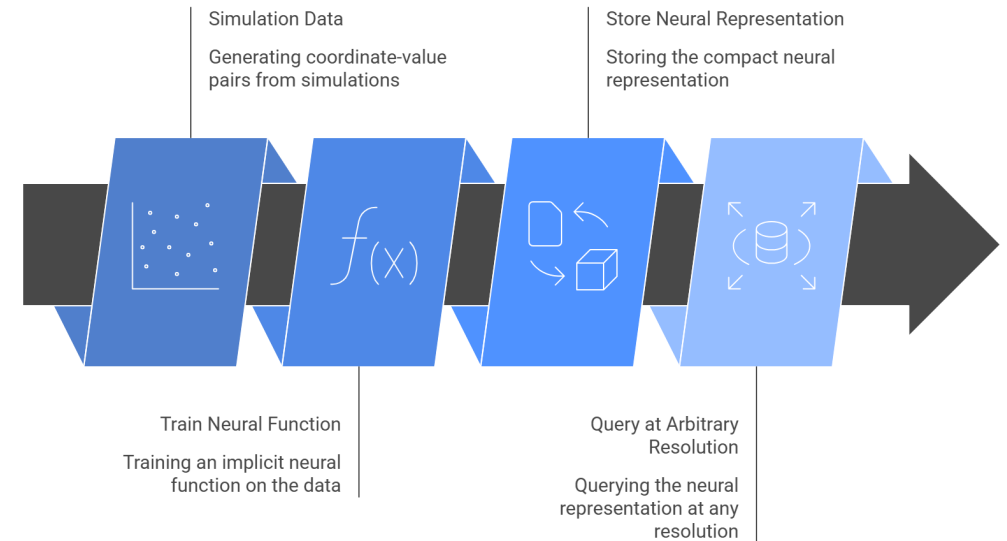 Simulation Data
Generating coordinate-value
pairs from simulations
Store Neural Representation
Storing the compact neural
representation
f(x)
Train Neural Function
Training an implicit neural
function on the data
Query at Arbitrary
Resolution
Querying the neural
representation at any
resolution